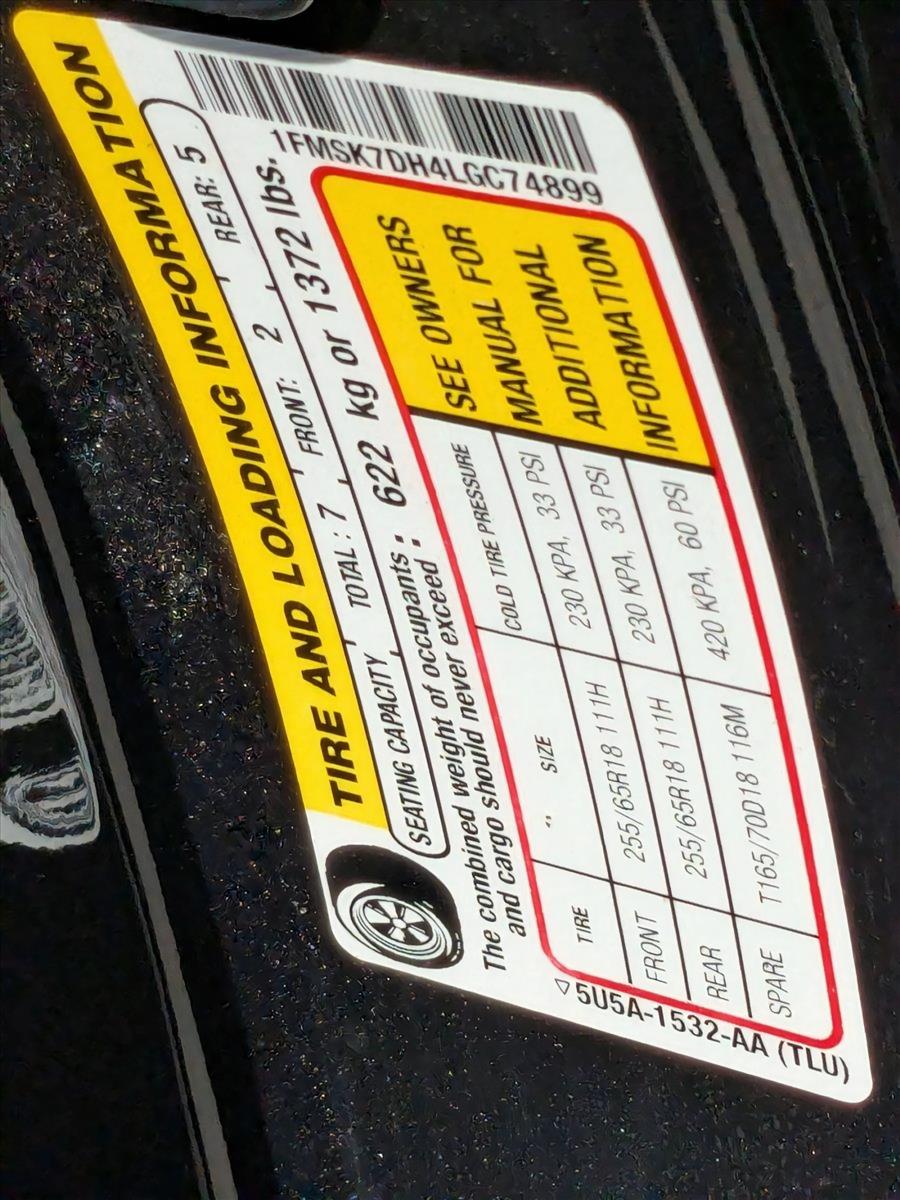 TIRE AND LOADING INFORMATION
SEATING CAPACITY TOTAL : 7 FRONT: 2 REAR: 5
The combined weight of occupants : 622 kg or 1372 lbs.
and cargo should never exceed :
TIRE SIZE COLD TIRE PRESSURE
FRONT 255/65R18 111H 230 KPA, 33 PSI
REAR 255/65R18 111H 230 KPA, 33 PSI
SPARE T165/70D18 116M 420 KPA, 60 PSI
SEE OWNERS
MANUAL FOR
ADDITIONAL
INFORMATION
5U5A-1532-AA (TLU)
1FMSK7DH4LGC74899